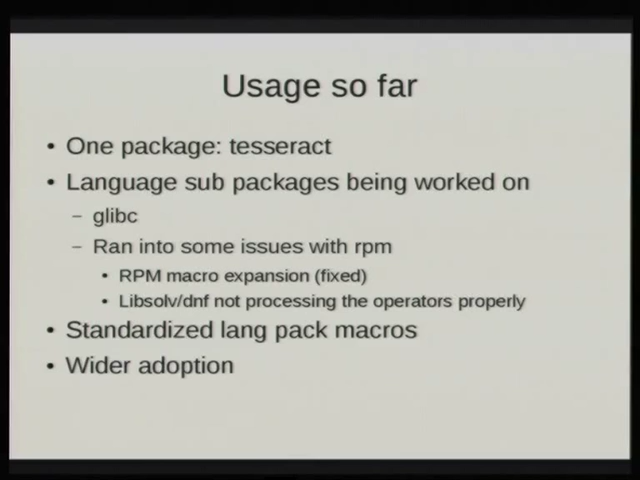 Usage so far
• One package: tesseract
• Language sub packages being worked on
– glibc
– Ran into some issues with rpm
• RPM macro expansion (fixed)
• Libsolv/dnf not processing the operators properly
• Standardized lang pack macros
• Wider adoption